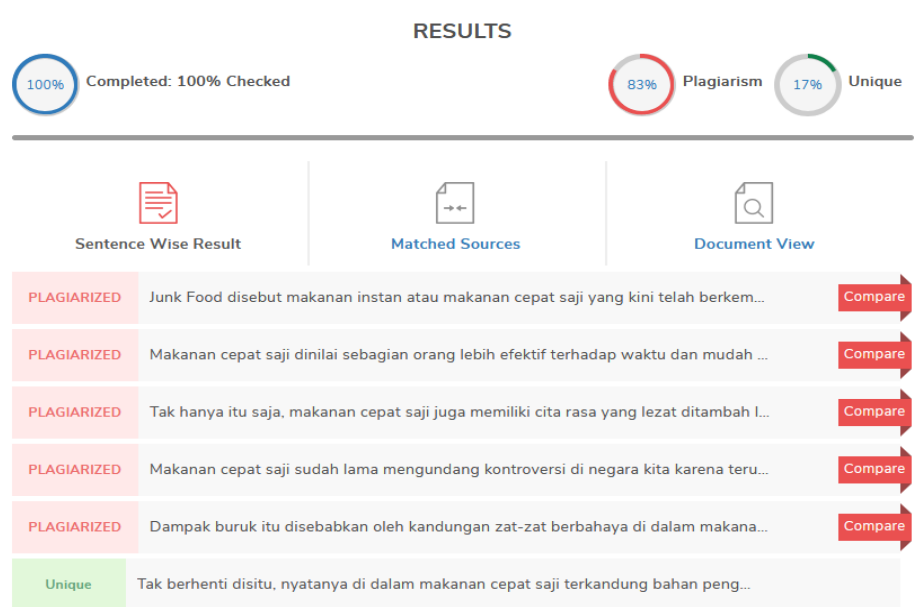 RESULTS
100% Completed: 100% Checked 83% Plagiarism 17% Unique
Sentence Wise Result Matched Sources Document View
PLAGIARIZED Junk Food disebut makanan instan atau makanan cepat saji yang kini telah berkem... Compare
PLAGIARIZED Makanan cepat saji dinilai sebagian orang lebih efektif terhadap waktu dan mudah ... Compare
PLAGIARIZED Tak hanya itu saja, makanan cepat saji juga memiliki cita rasa yang lezat ditambah l... Compare
PLAGIARIZED Makanan cepat saji sudah lama mengundang kontroversi di negara kita karena teru... Compare
PLAGIARIZED Dampak buruk itu disebabkan oleh kandungan zat-zat berbahaya di dalam makana... Compare
Unique Tak berhenti disitu, nyatanya di dalam makanan cepat saji terkandung bahan peng...